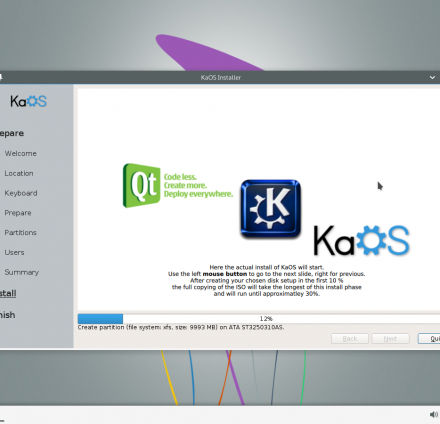 KaOS Installer
KaOS
epare
Welcome
Location
Keyboard
Prepare
Partitions
Users
Summary
stall
nish
Qt
Code less.
Create more.
Deploy everywhere.
K
KaOS
Here the actual install of KaOS will start.
Use the left mouse button to go to the next slide, right for previous.
After creating your chosen disk setup in the first 10 %
the full copying of the ISO will take the longest of this install phase
and will run until approximatley 30%.
12%
Create partition (file system: xfs, size: 9993 MB) on ATA ST3250310AS.
Back
Next
Qui